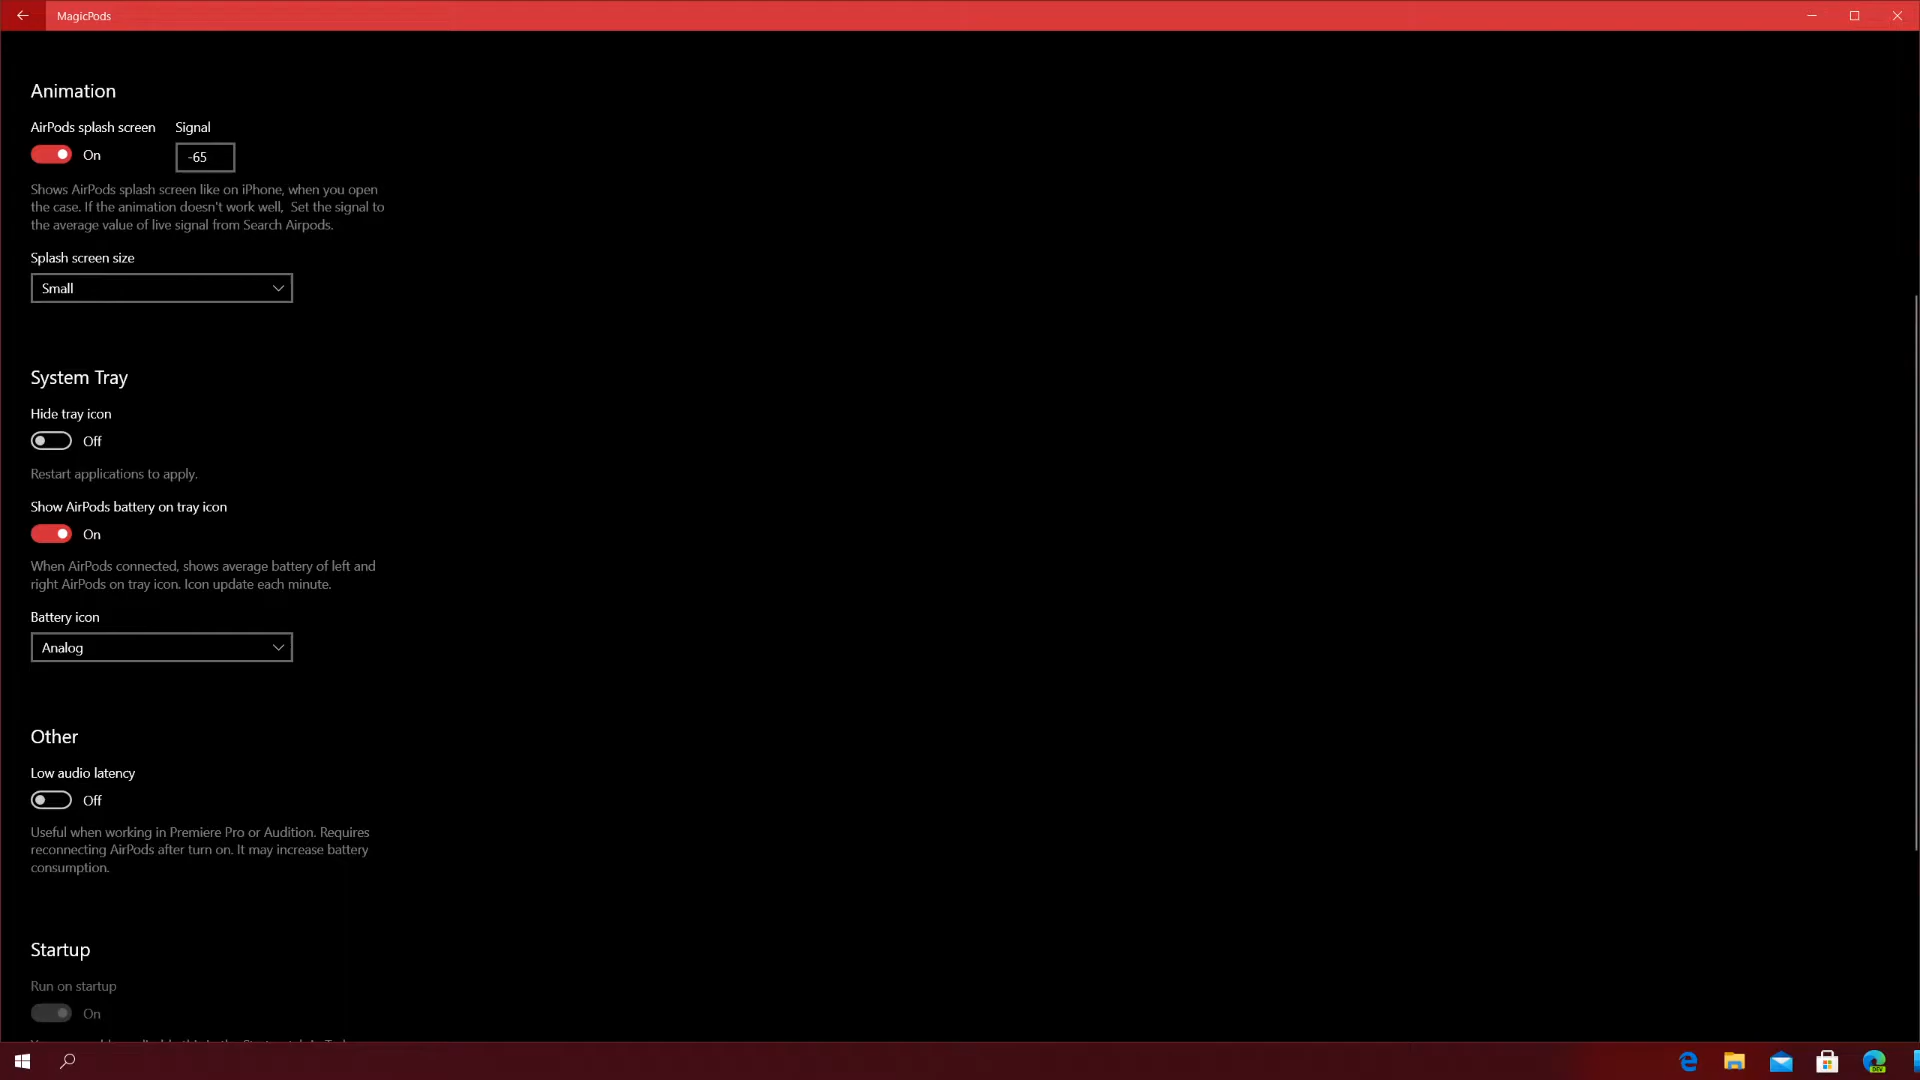 MagicPods
Animation
AirPods splash screen Signal
On -65
Shows AirPods splash screen like on iPhone, when you open
the case. If the animation doesn't work well, Set the signal to
the average value of live signal from Search Airpods.
Splash screen size
Small
System Tray
Hide tray icon
Off
Restart applications to apply.
Show AirPods battery on tray icon
On
When AirPods connected, shows average battery of left and
right AirPods on tray icon. Icon update each minute.
Battery icon
Analog
Other
Low audio latency
Off
Useful when working in Premiere Pro or Audition. Requires
reconnecting AirPods after turn on. It may increase battery
consumption.
Startup
Run on startup
On
DEV